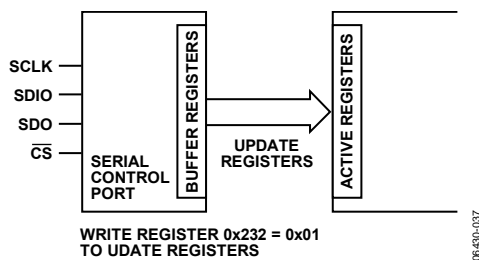 SCLK
SDIO
SDO
CS
SERIAL
CONTROL
PORT
BUFFER REGISTERS
UPDATE
REGISTERS
ACTIVE REGISTERS
WRITE REGISTER 0x232 = 0x01
TO UDATE REGISTERS
06430-037